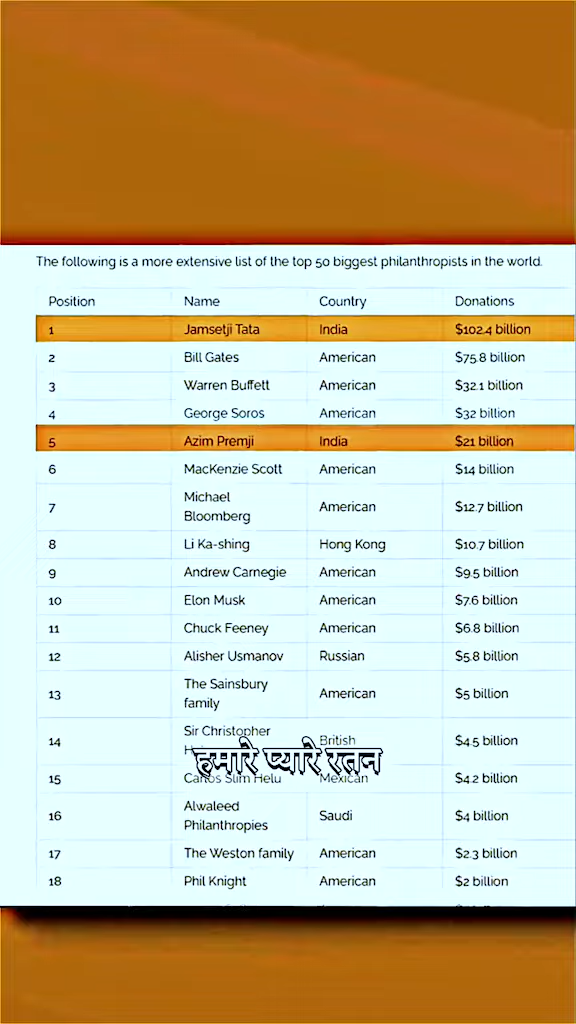 The following is a more extensive list of the top 50 biggest philanthropists in the world.
Position Name Country Donations
1 Jamsetji Tata India $102.4 billion
2 Bill Gates American $75.8 billion
3 Warren Buffett American $32.1 billion
4 George Soros American $32 billion
5 Azim Premji India $21 billion
6 MacKenzie Scott American $14 billion
7 Michael Bloomberg American $12.7 billion
8 Li Ka-shing Hong Kong $10.7 billion
9 Andrew Carnegie American $9.5 billion
10 Elon Musk American $7.6 billion
11 Chuck Feeney American $6.8 billion
12 Alisher Usmanov Russian $5.8 billion
13 The Sainsbury family American $5 billion
14 Sir Christopher British $4.5 billion
हमारे प्यारे रतन
15 Carlos Slim Helu Mexican $4.2 billion
16 Alwaleed Philanthropies Saudi $4 billion
17 The Weston family American $2.3 billion
18 Phil Knight American $2 billion